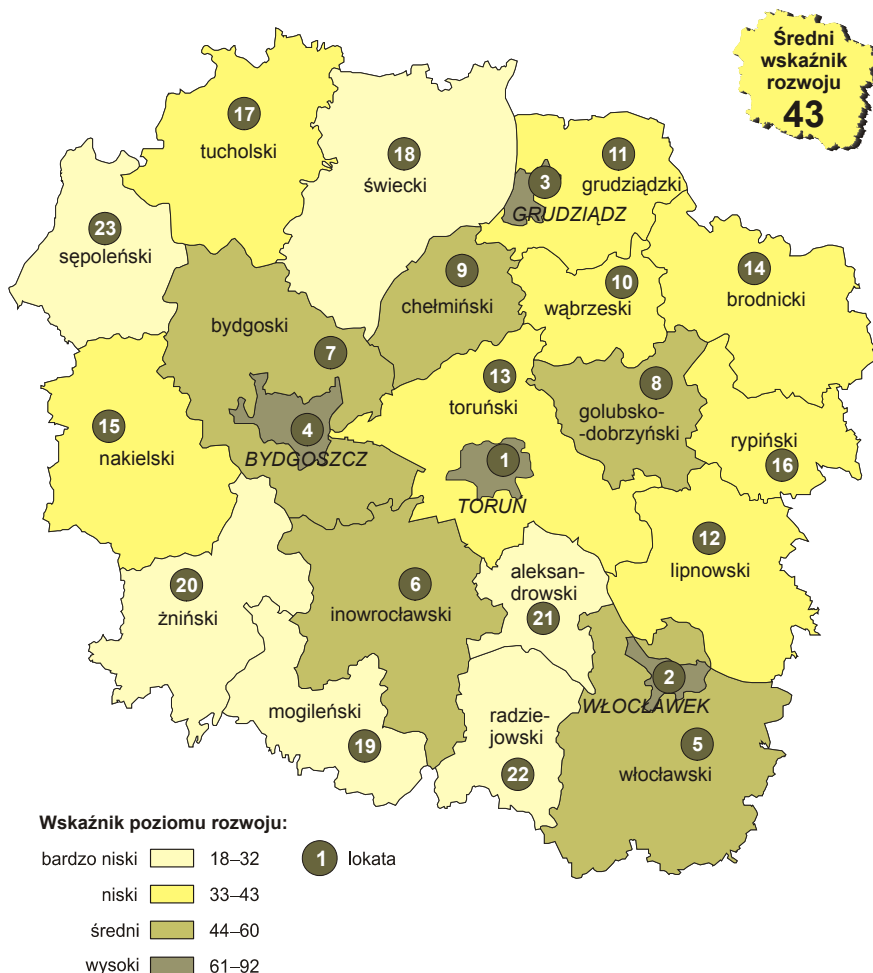 Średni
wskaźnik
rozwoju
43
17
tucholski
18
świecki
11
grudziądzki
3
GRUDZIĄDZ
23
sępoleński
9
chełmiński
10
wąbrzeski
14
brodnicki
bydgoski
7
13
toruński
8
golubsko-
-dobrzyński
15
nakielski
4
BYDGOSZCZ
1
TORUŃ
rypiński
16
12
lipnowski
20
żniński
6
inowrocławski
aleksan-
drowski
21
2
WŁOCŁAWEK
mogileński
19
radzie-
jowski
22
5
włocławski
Wskaźnik poziomu rozwoju:
bardzo niski 18–32 1 lokata
niski 33–43
średni 44–60
wysoki 61–92